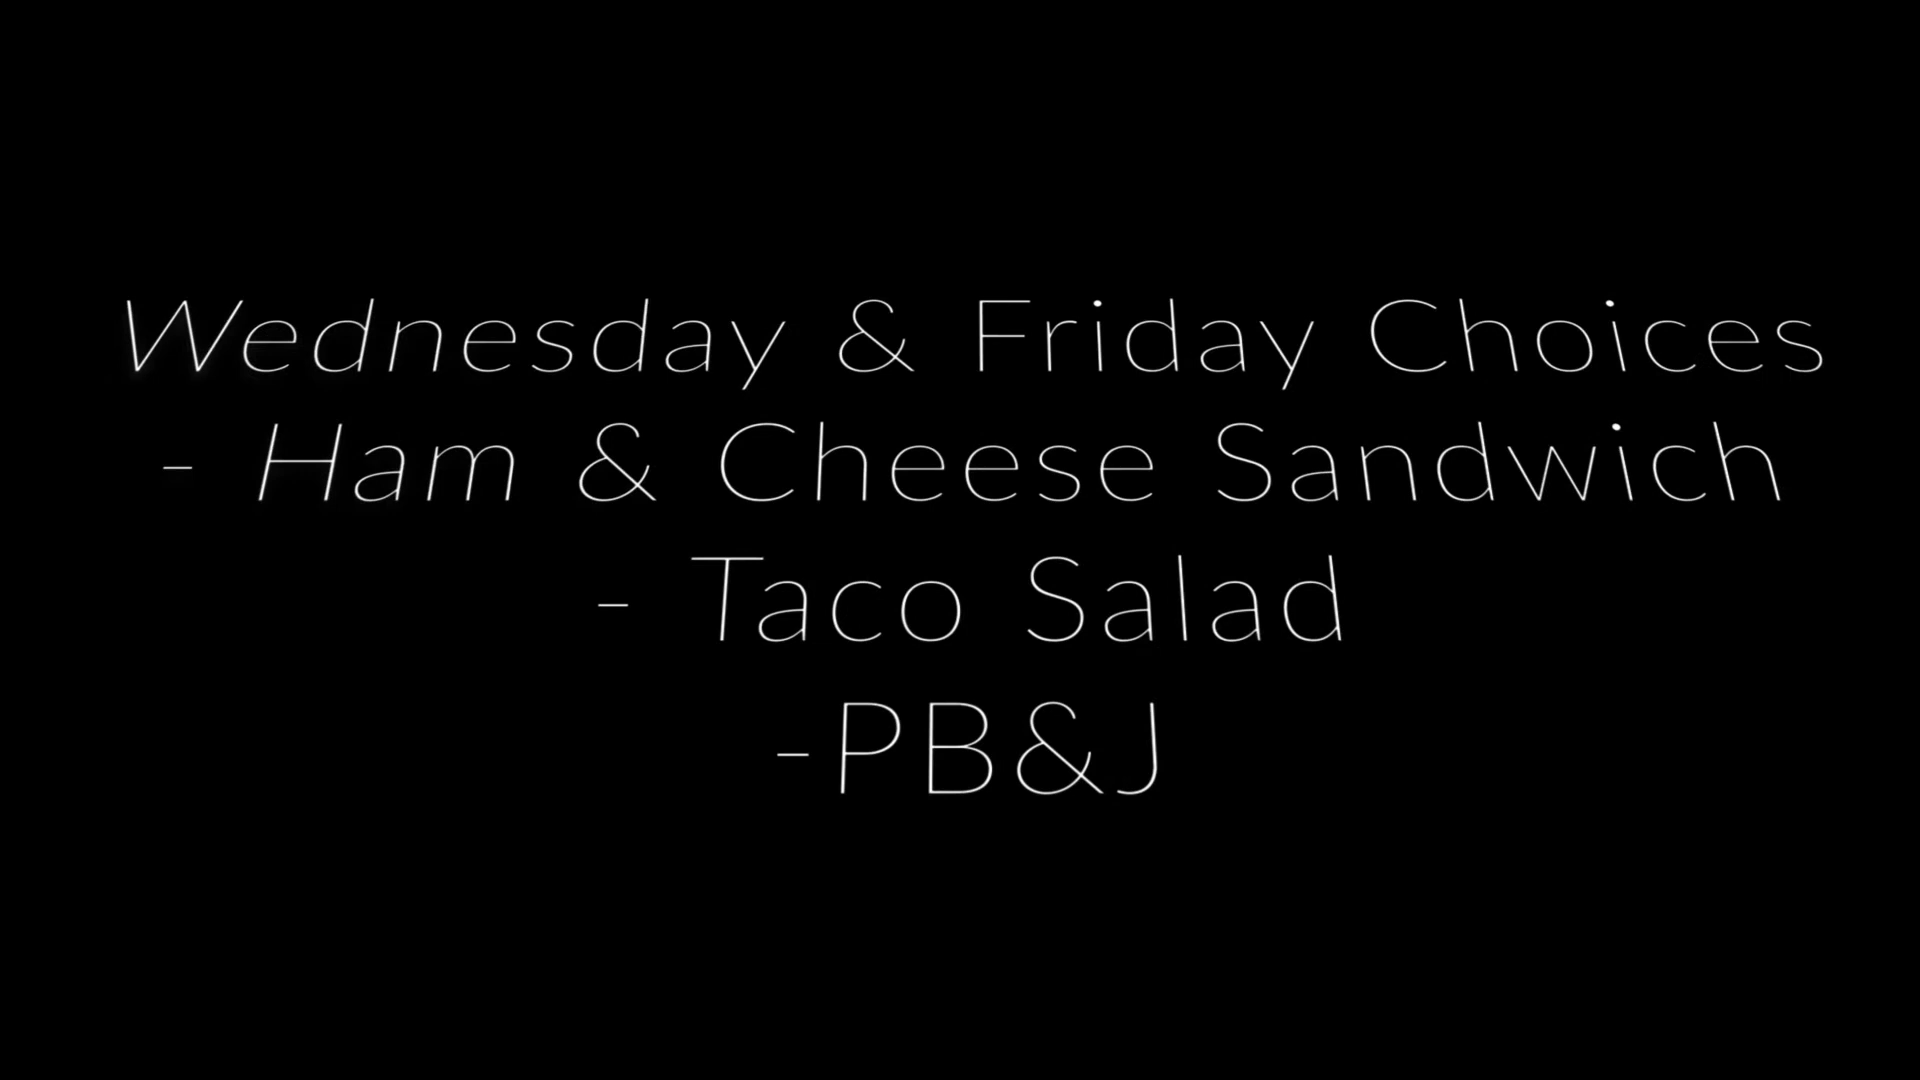 Wednesday & Friday Choices
- Ham & Cheese Sandwich
- Taco Salad
-PB&J